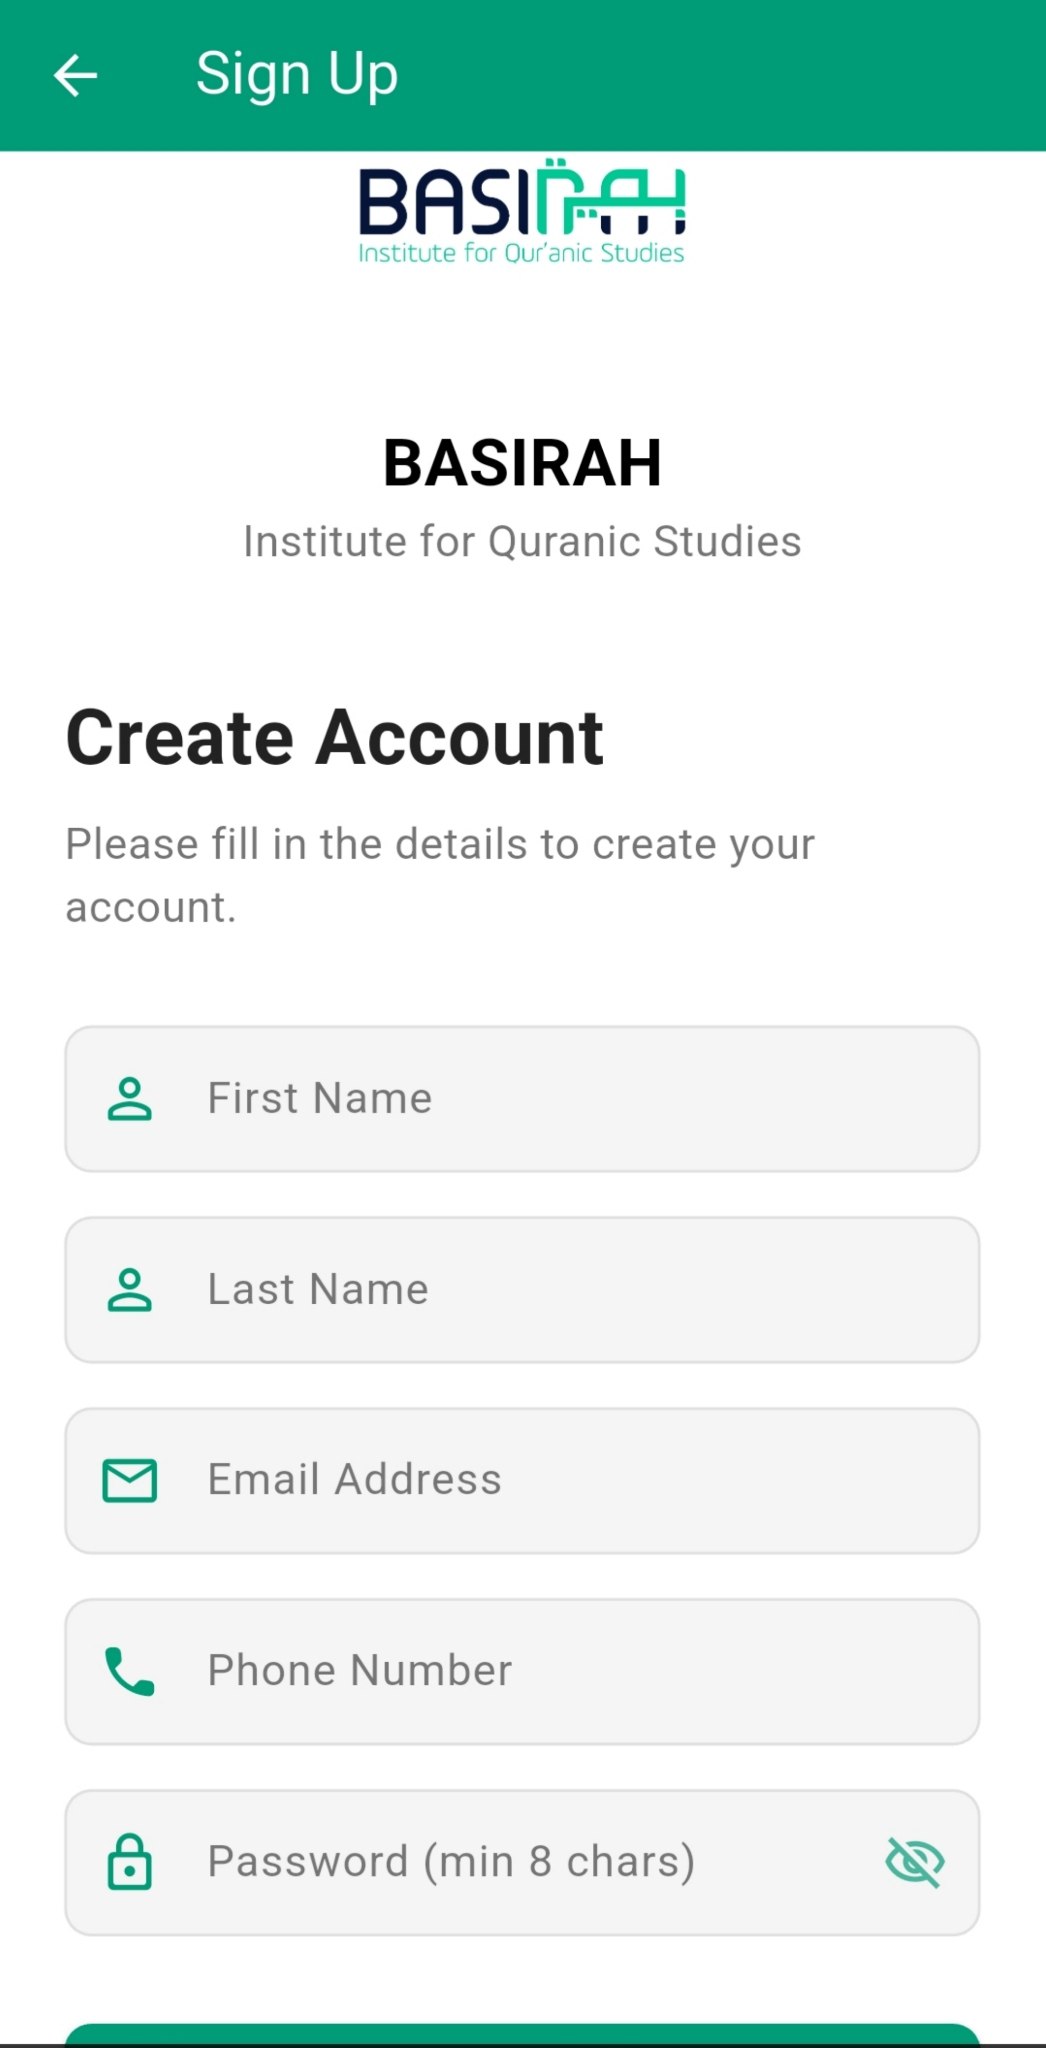 Sign Up
BASIRAH بصيرة
Institute for Qur'anic Studies
BASIRAH
Institute for Quranic Studies
Create Account
Please fill in the details to create your
account.
First Name
Last Name
Email Address
Phone Number
Password (min 8 chars)